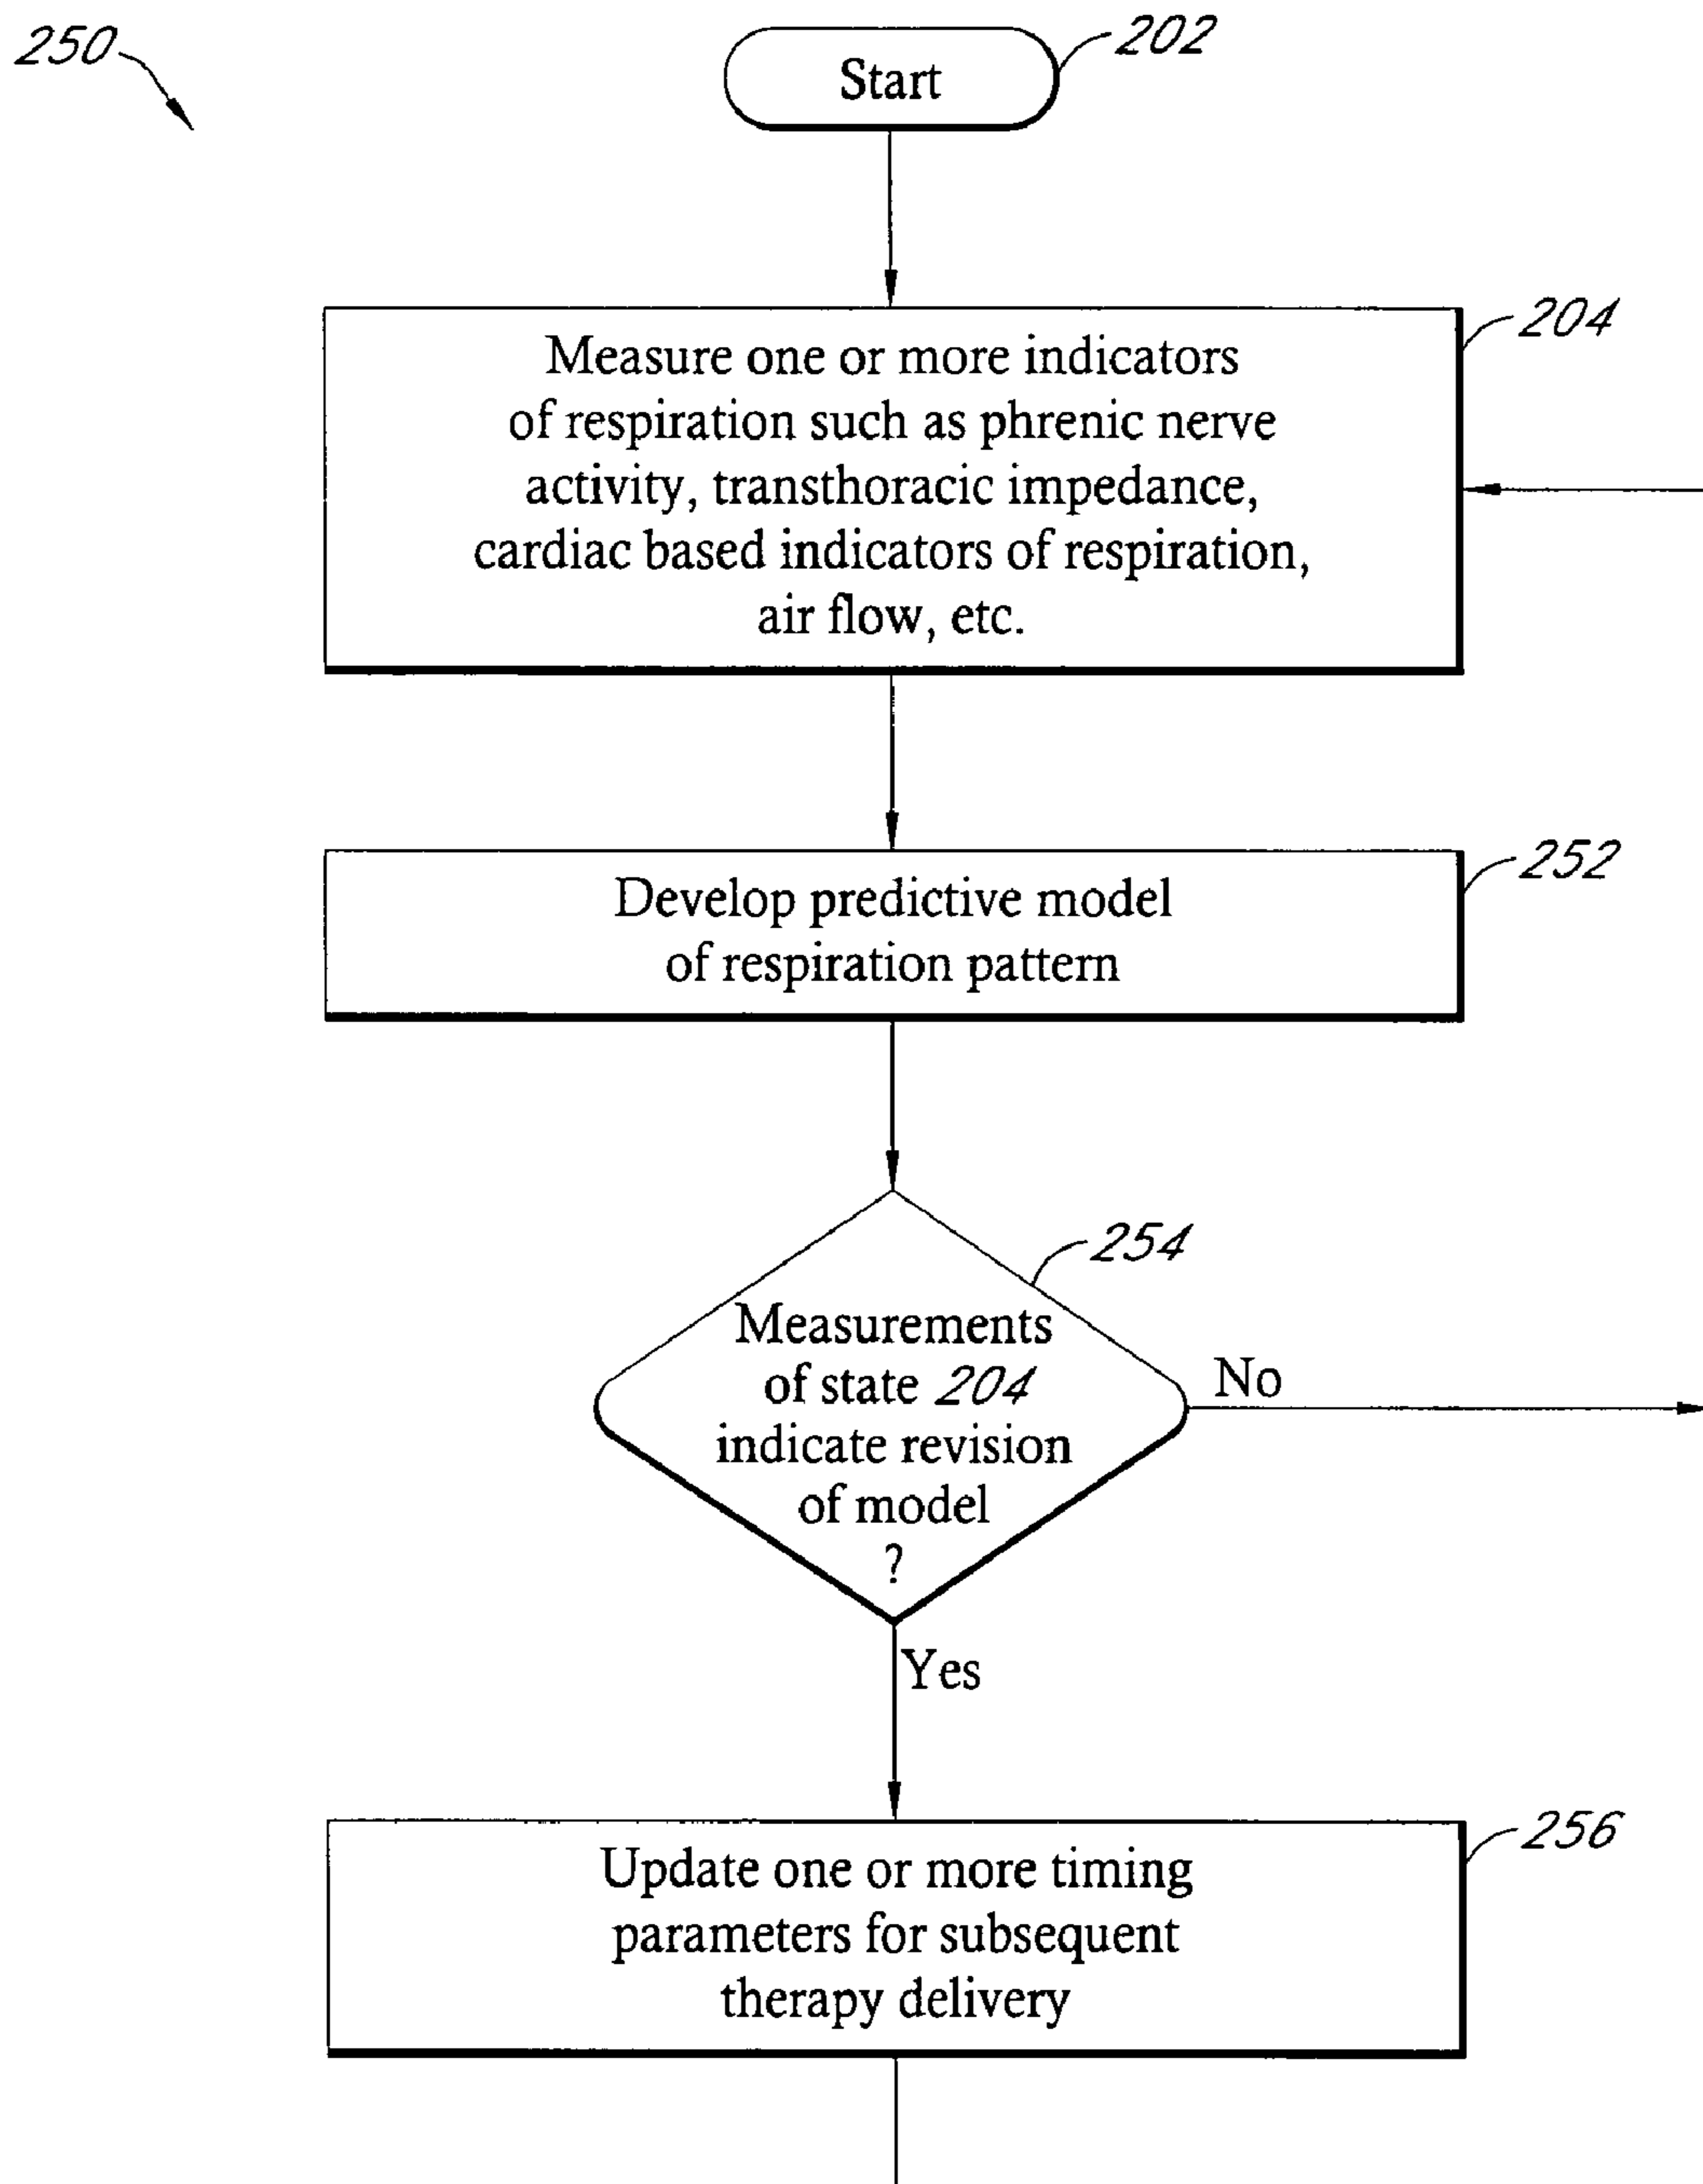 250
202
Start
204
Measure one or more indicators
of respiration such as phrenic nerve
activity, transthoracic impedance,
cardiac based indicators of respiration,
air flow, etc.
252
Develop predictive model
of respiration pattern
254
Measurements
of state 204
indicate revision
of model
?
No
Yes
256
Update one or more timing
parameters for subsequent
therapy delivery